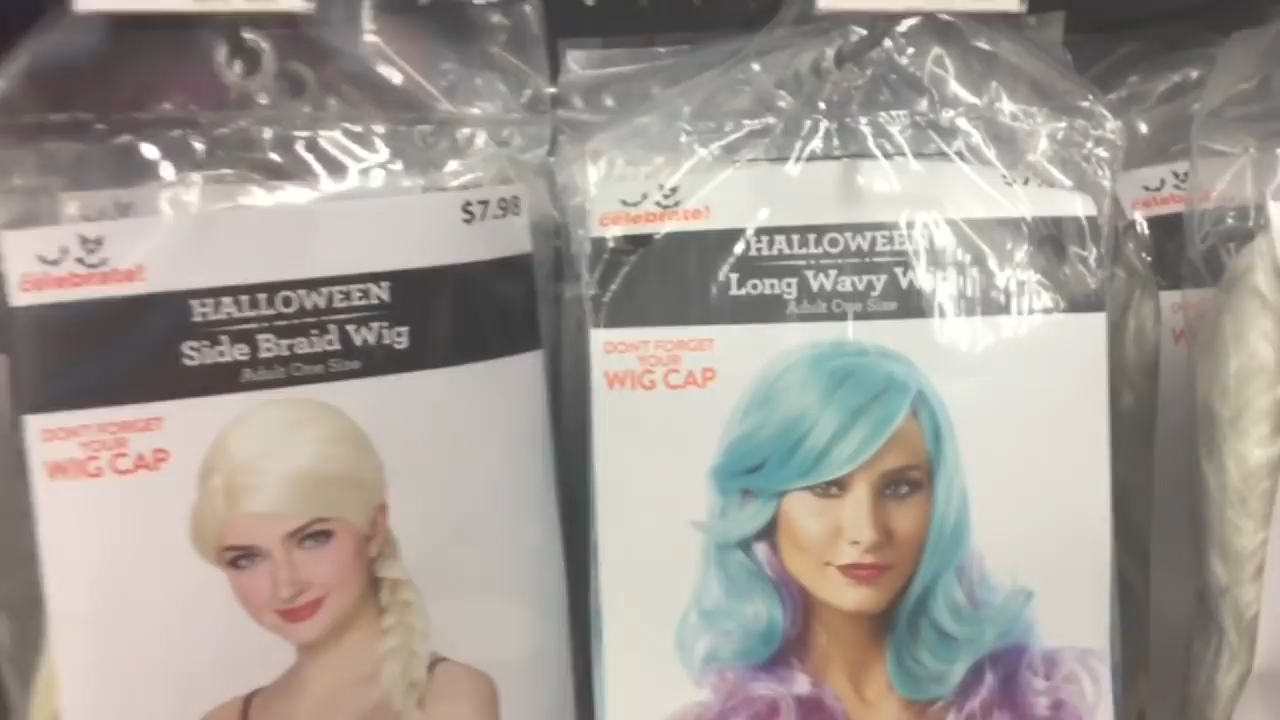 $7.98
celebrate!
HALLOWEEN
Side Braid Wig
Adult One Size
DON'T FORGET
YOUR
WIG CAP
celebrate!
HALLOWEEN
Long Wavy
Adult One Size
DON'T FORGET
YOUR
WIG CAP
celebrate!